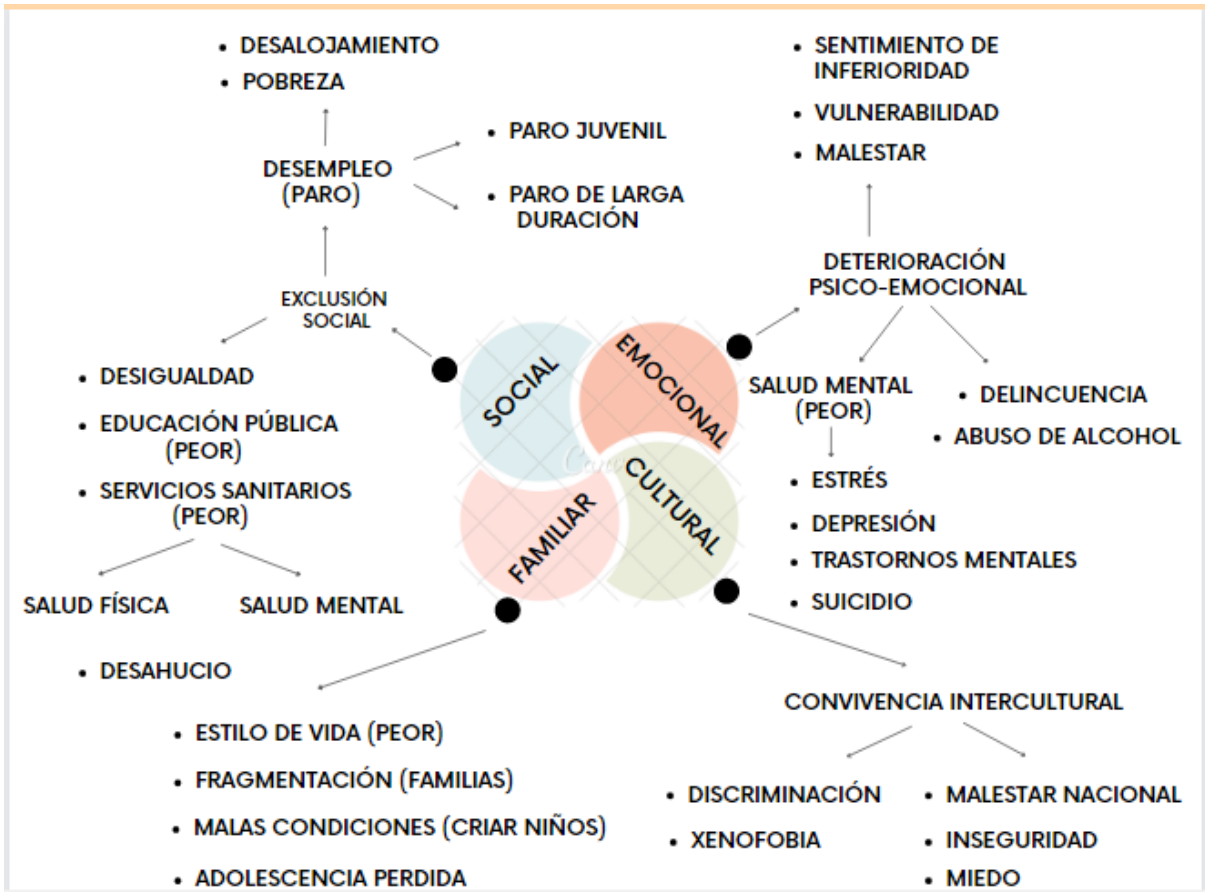 • DESALOJAMIENTO
• POBREZA
DESEMPLEO
(PARO)
• PARO JUVENIL
• PARO DE LARGA
DURACIÓN
EXCLUSIÓN
SOCIAL
• DESIGUALDAD
• EDUCACIÓN PÚBLICA
(PEOR)
• SERVICIOS SANITARIOS
(PEOR)
SALUD FÍSICA
SALUD MENTAL
• DESAHUCIO
• SENTIMIENTO DE
INFERIORIDAD
• VULNERABILIDAD
• MALESTAR
DETERIORACIÓN
PSICO-EMOCIONAL
SALUD MENTAL
(PEOR)
• DELINCUENCIA
• ABUSO DE ALCOHOL
• ESTRÉS
• DEPRESIÓN
• TRASTORNOS MENTALES
• SUICIDIO
SOCIAL
EMOCIONAL
FAMILIAR
CULTURAL
• ESTILO DE VIDA (PEOR)
• FRAGMENTACIÓN (FAMILIAS)
• MALAS CONDICIONES (CRIAR NIÑOS)
• ADOLESCENCIA PERDIDA
CONVIVENCIA INTERCULTURAL
• DISCRIMINACIÓN
• XENOFOBIA
• MALESTAR NACIONAL
• INSEGURIDAD
• MIEDO